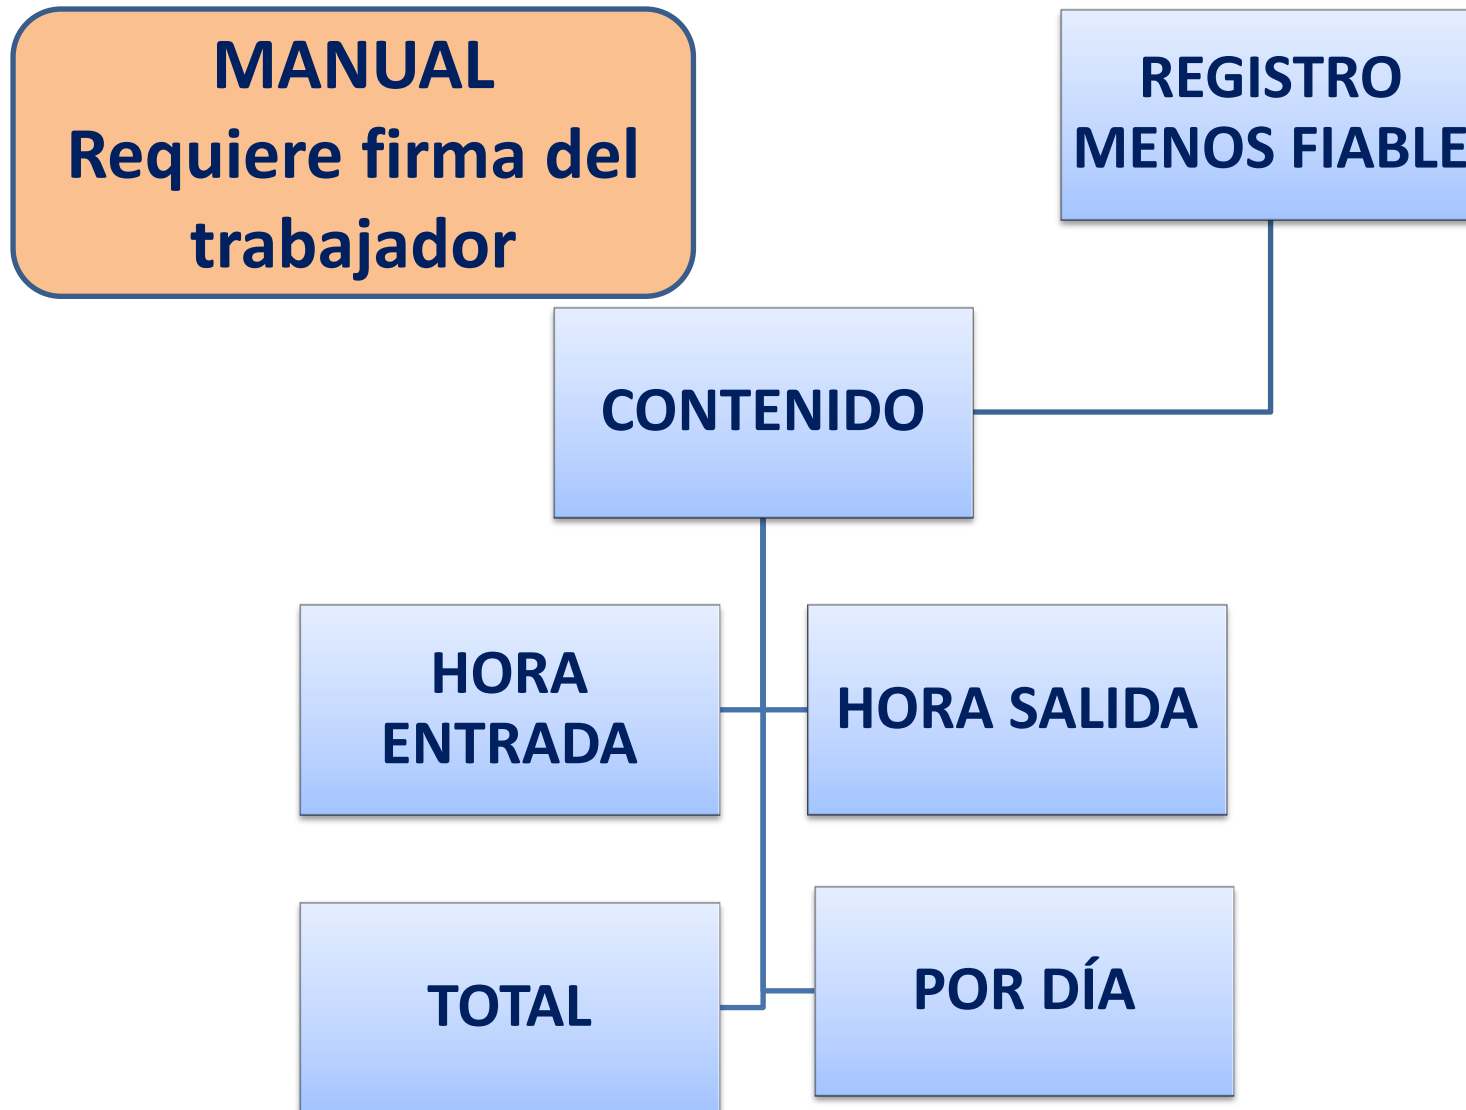 MANUAL
Requiere firma del
trabajador
REGISTRO
MENOS FIABLE
CONTENIDO
HORA
ENTRADA
HORA SALIDA
TOTAL
POR DÍA